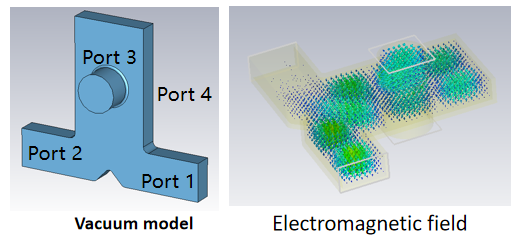 Port 3
Port 4
Port 2
Port 1
Vacuum model
Electromagnetic field